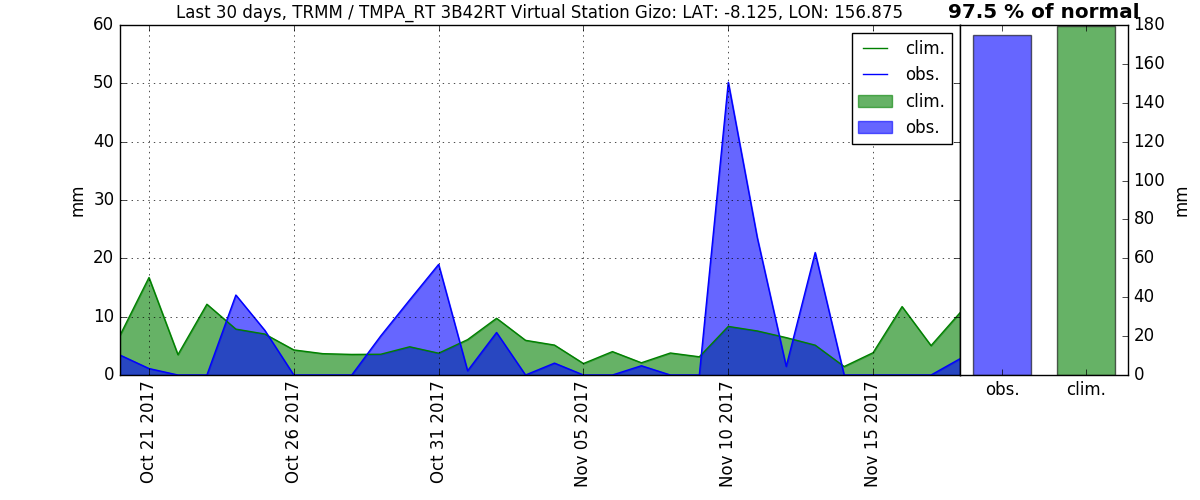 Last 30 days, TRMM / TMPA_RT 3B42RT Virtual Station Gizo: LAT: -8.125, LON: 156.875
97.5 % of normal
60
50
40
30
20
10
0
mm
clim.
obs.
clim.
obs.
Oct 21 2017
Oct 26 2017
Oct 31 2017
Nov 05 2017
Nov 10 2017
Nov 15 2017
180
160
140
120
100
80
60
40
20
0
mm
obs.
clim.